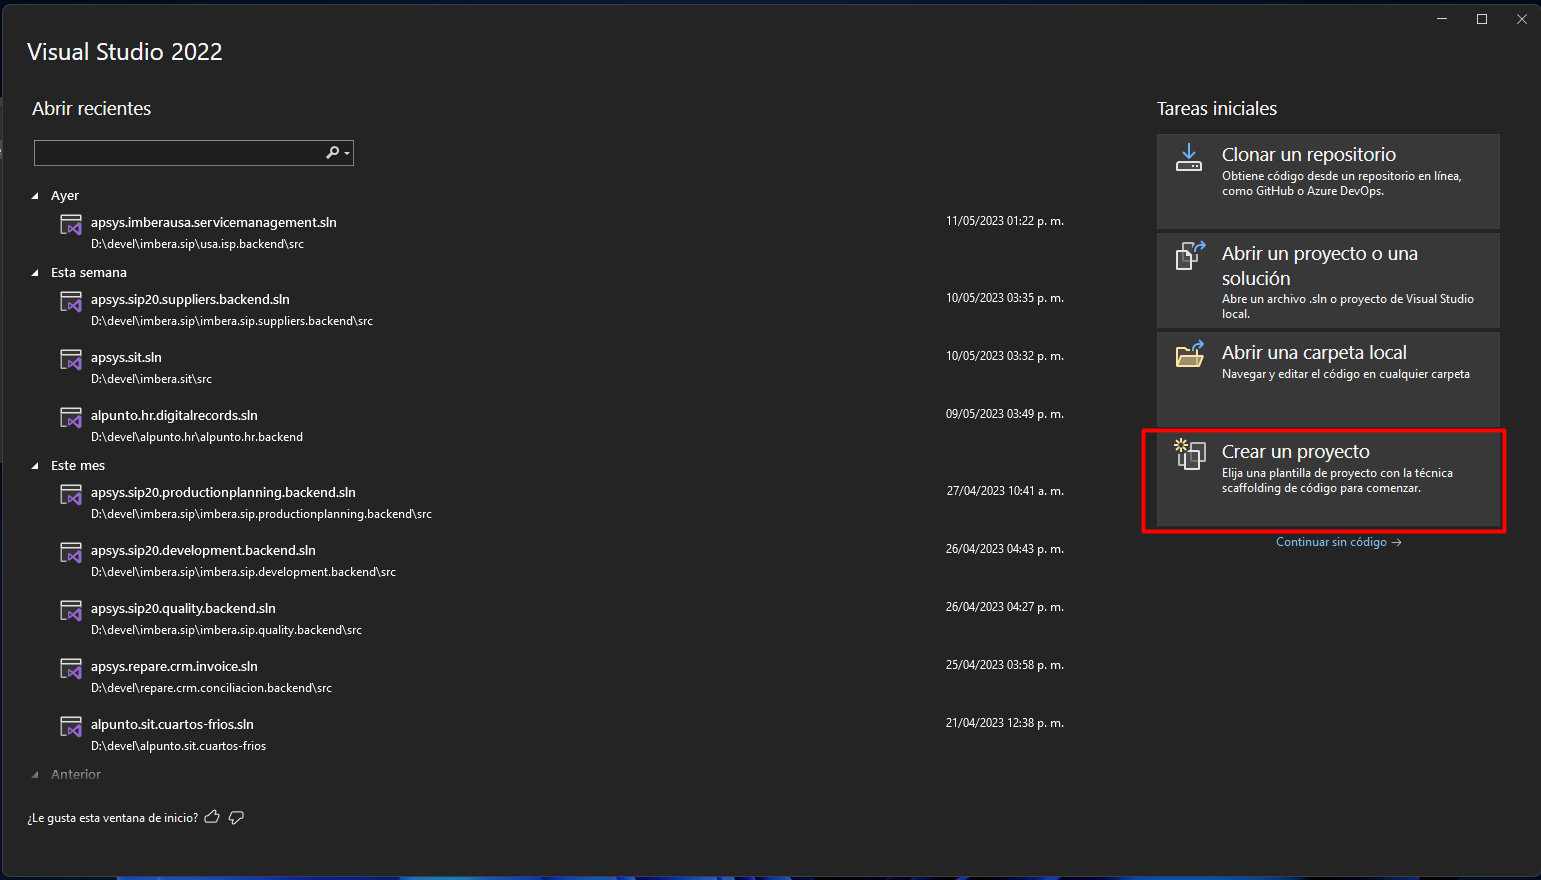 Visual Studio 2022
Abrir recientes
Ayer
apsys.imberausa.servicemanagement.sln
11/05/2023 01:22 p. m.
D:\devel\imbera.sip\usa.isp.backend\src
Esta semana
apsys.sip20.suppliers.backend.sln
10/05/2023 03:35 p. m.
D:\devel\imbera.sip\imbera.sip.suppliers.backend\src
apsys.sit.sln
10/05/2023 03:32 p. m.
D:\devel\imbera.sit\src
alpunto.hr.digitalrecords.sln
09/05/2023 03:49 p. m.
D:\devel\alpunto.hr\alpunto.hr.backend
Este mes
apsys.sip20.productionplanning.backend.sln
27/04/2023 10:41 a. m.
D:\devel\imbera.sip\imbera.sip.productionplanning.backend\src
apsys.sip20.development.backend.sln
26/04/2023 04:43 p. m.
D:\devel\imbera.sip\imbera.sip.development.backend\src
apsys.sip20.quality.backend.sln
26/04/2023 04:27 p. m.
D:\devel\imbera.sip\imbera.sip.quality.backend\src
apsys.repare.crm.invoice.sln
25/04/2023 03:58 p. m.
D:\devel\repare.crm.conciliacion.backend\src
alpunto.sit.cuartos-frios.sln
21/04/2023 12:38 p. m.
D:\devel\alpunto.sit.cuartos-frios
Anterior
¿Le gusta esta ventana de inicio?
Tareas iniciales
Clonar un repositorio
Obtiene código desde un repositorio en línea,
como GitHub o Azure DevOps.
Abrir un proyecto o una
solución
Abre un archivo .sln o proyecto de Visual Studio
local.
Abrir una carpeta local
Navegar y editar el código en cualquier carpeta
Crear un proyecto
Elija una plantilla de proyecto con la técnica
scaffolding de código para comenzar.
Continuar sin código →